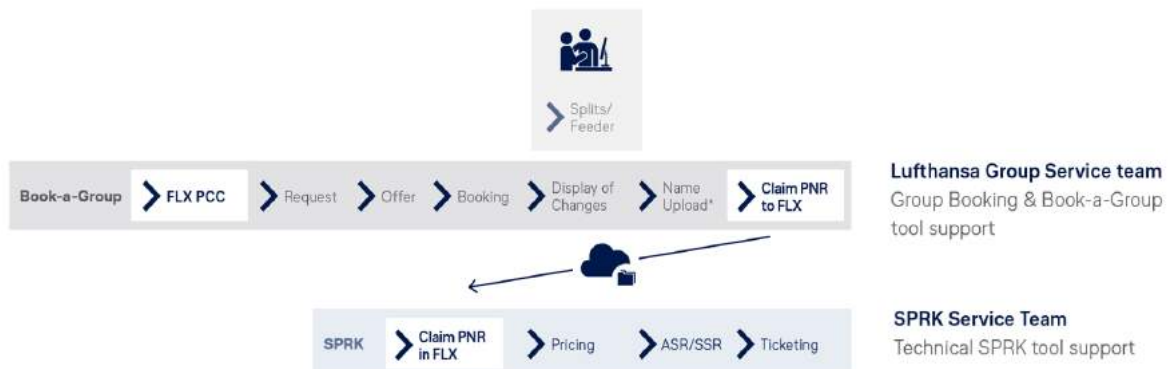 Splits/
Feeder
Book-a-Group
FLX PCC
Request
Offer
Booking
Display of
Changes
Name
Upload*
Claim PNR
to FLX
Lufthansa Group Service team
Group Booking & Book-a-Group
tool support
SPRK
Claim PNR
in FLX
Pricing
ASR/SSR
Ticketing
SPRK Service Team
Technical SPRK tool support